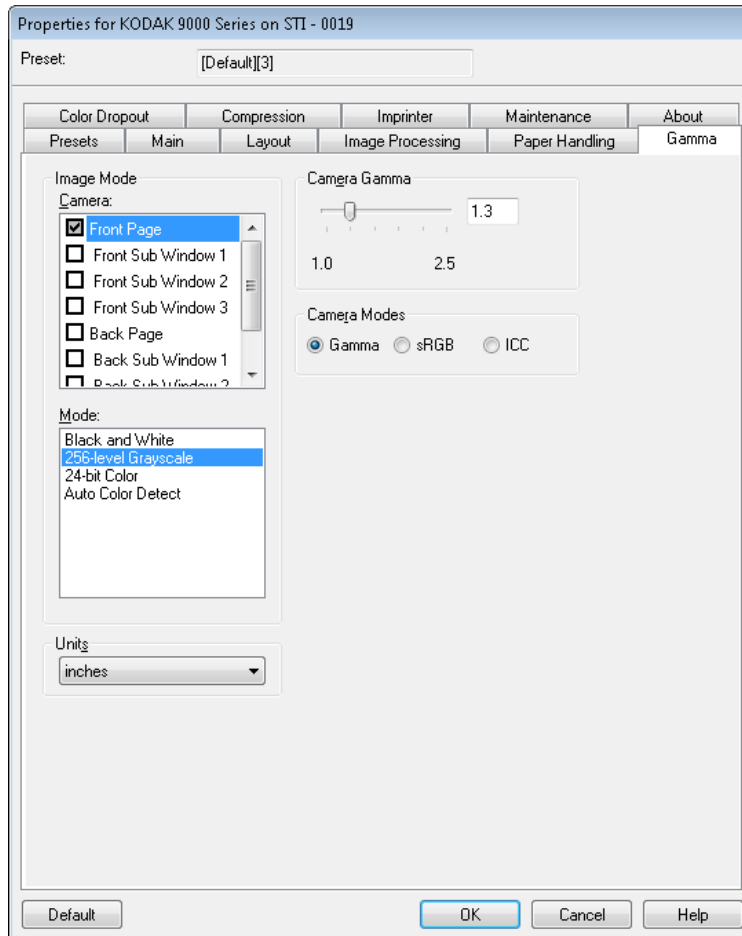 Properties for KODAK 9000 Series on STI - 0019
Preset: [Default][3]
Color Dropout Compression Imprinter Maintenance About
Presets Main Layout Image Processing Paper Handling Gamma
Image Mode
Camera:
Front Page
Front Sub Window 1
Front Sub Window 2
Front Sub Window 3
Back Page
Back Sub Window 1
Back Sub Window 2
Mode:
Black and White
256-level Grayscale
24-bit Color
Auto Color Detect
Units
inches
Camera Gamma
1.3
1.0 2.5
Camera Modes
Gamma sRGB ICC
Default OK Cancel Help